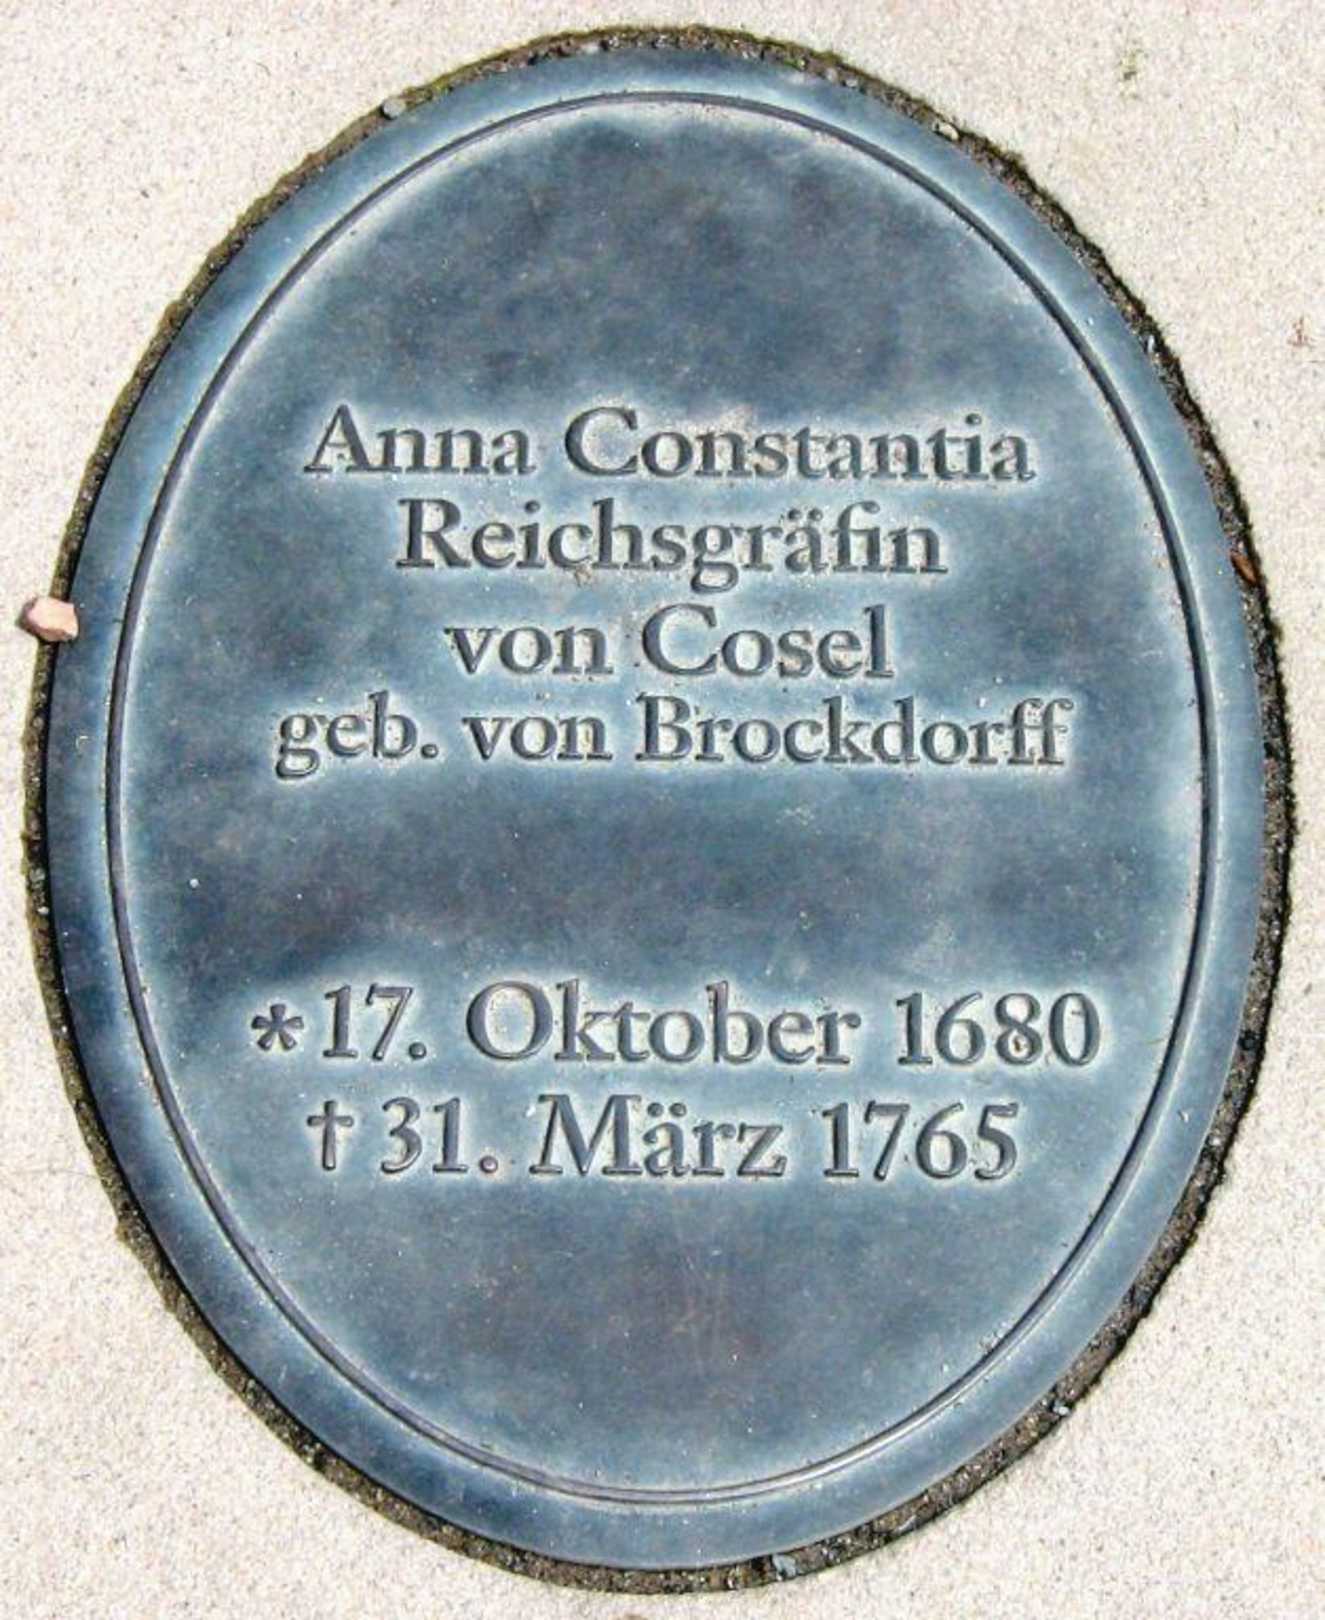 Anna Constantia
Reichsgräfin
von Cosel
geb. von Brockdorff
* 17. Oktober 1680
† 31. März 1765